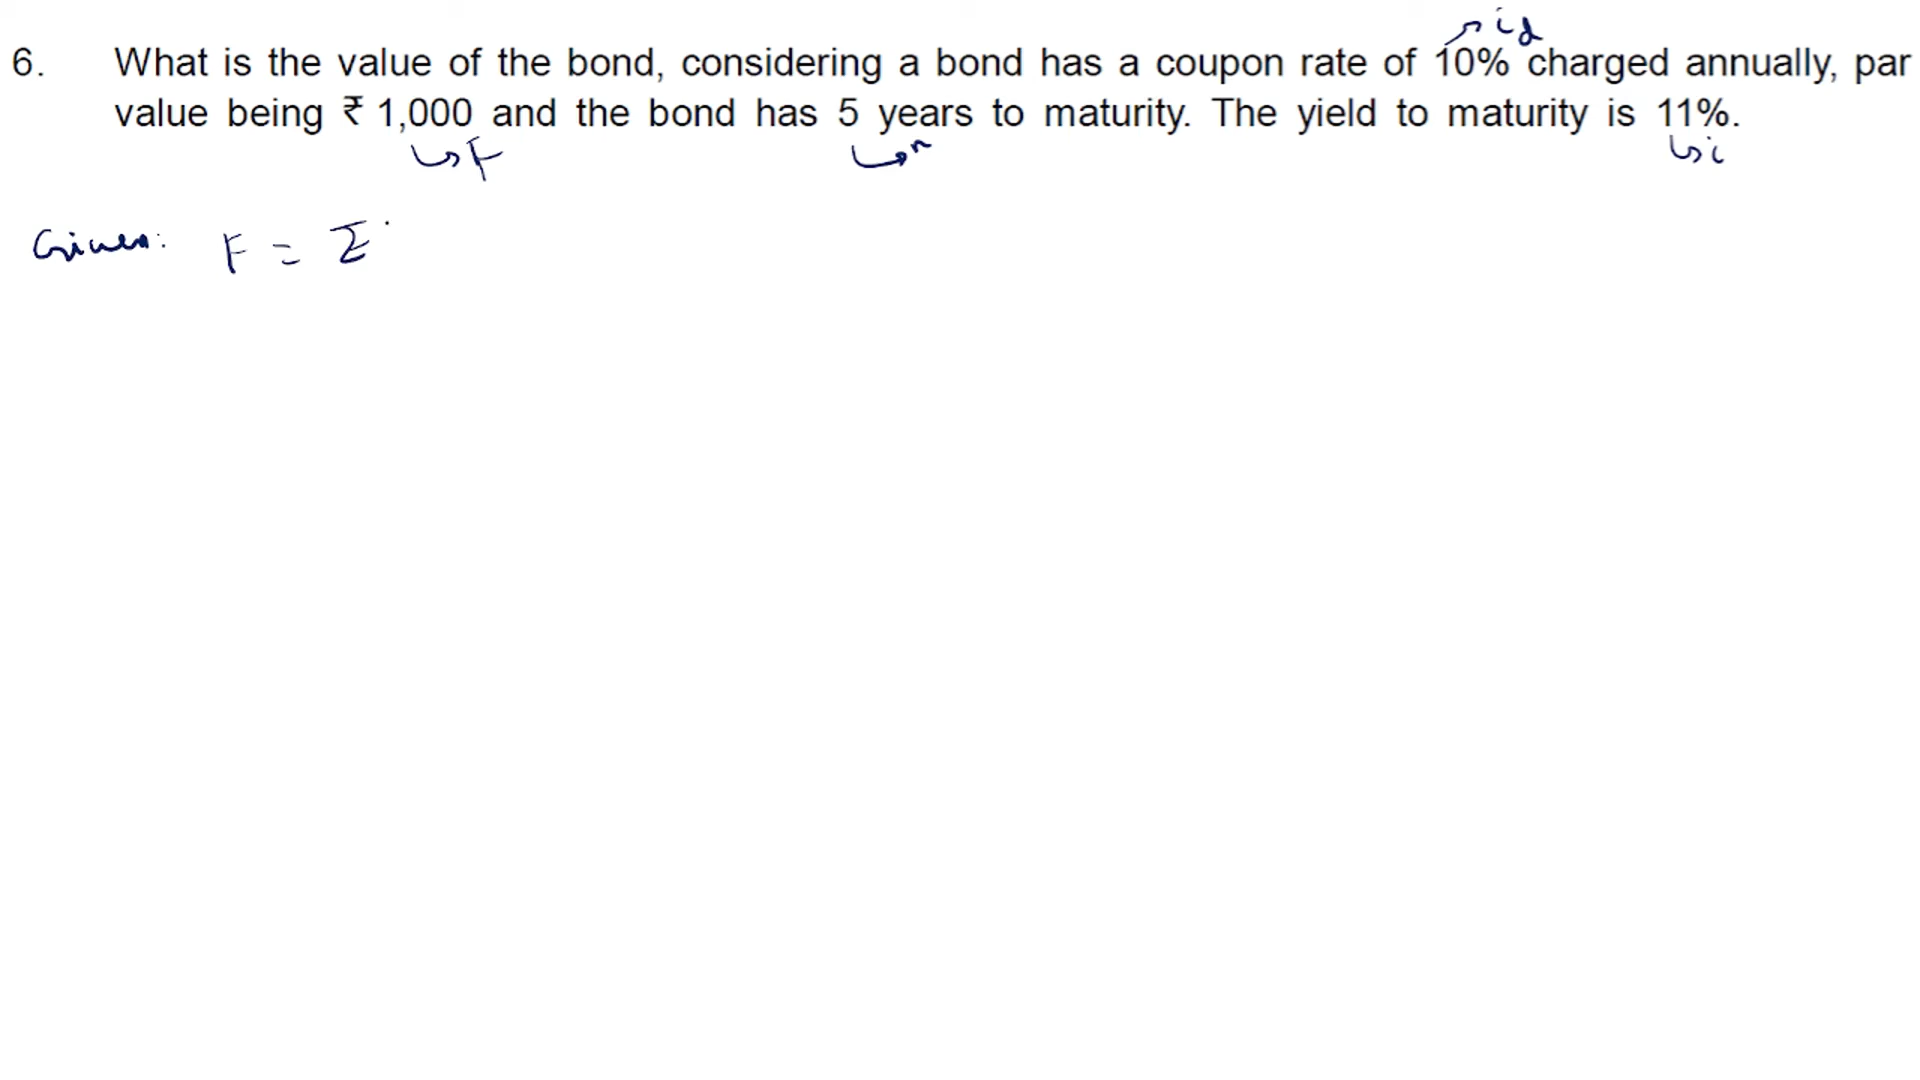 → id
6. What is the value of the bond, considering a bond has a coupon rate of 10% charged annually, par
value being ₹ 1,000 and the bond has 5 years to maturity. The yield to maturity is 11%.
↳ F ↳ n ↳ i
Given: F = ₹